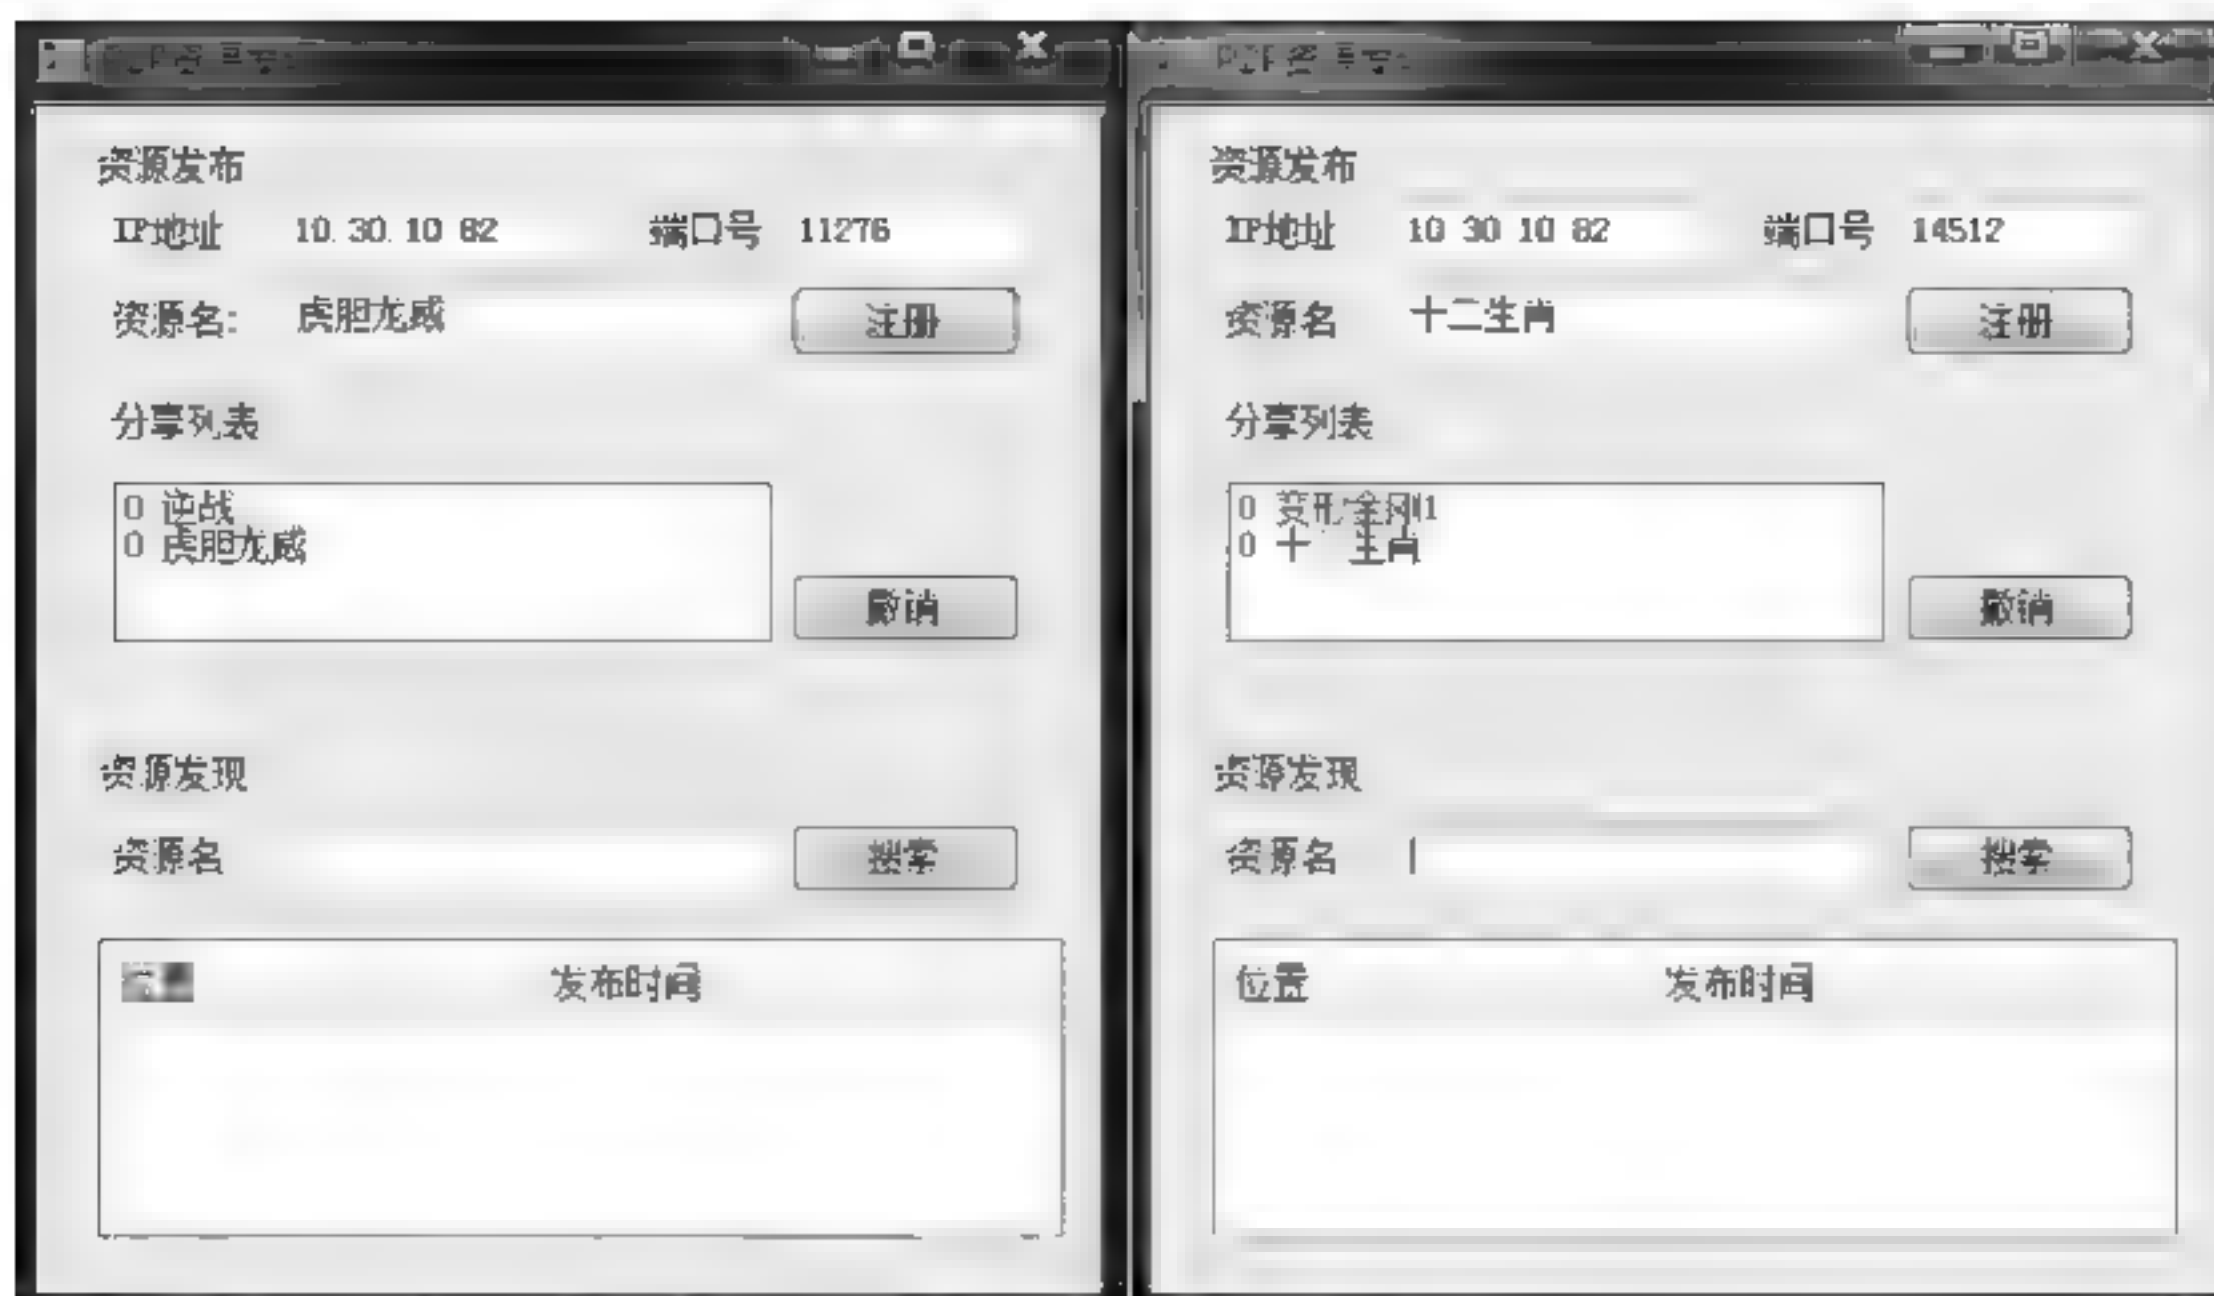 资源发布
IP地址 10.30.10 82 端口号 11276
资源名: 虎胆龙威 注册
分享列表
0 逆战
0 虎胆龙威
撤销
资源发现
资源名 搜索
发布时间
资源发布
IP地址 10 30 10 82 端口号 14512
资源名 十二生肖 注册
分享列表
0 变形金刚1
0 十 生肖
撤销
资源发现
资源名 搜索
位置 发布时间